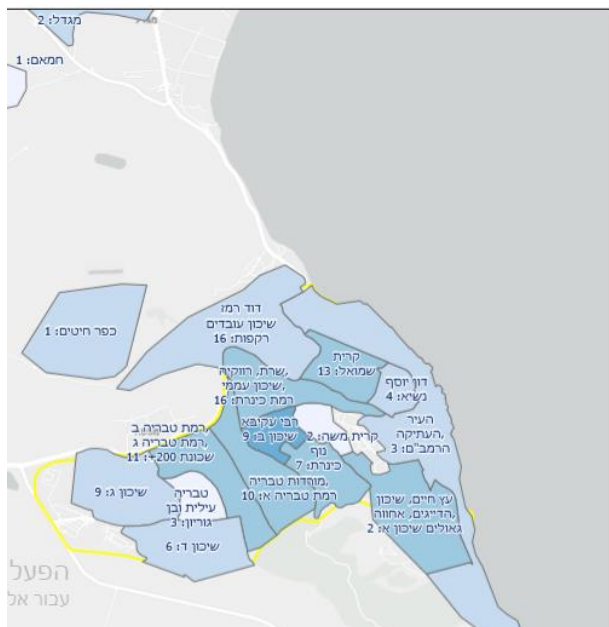 מגדל: 2
חמאם: 1
כפר חיטים: 1
דוד רמז
שיכון עובדים
רקפות: 16
קרית
שמואל: 13
דון יוסף
נשיא: 4
שרת, רזוקיה,
שיכון עממי,
רמת כינרת: 16
העיר
העתיקה,
הרמב"ם: 3
רבי עקיבא
שיכון ב: 9
קרית משה: 2
נוף
כינרת: 7
רמת טבריה ב,
רמת טבריה ג,
שכונת 200+: 11
מורדות טבריה,
רמת טבריה א: 10
עץ חיים, שיכון
הדייגים, אחווה,
גאולים שיכון א: 2
שיכון ג: 9
טבריה
עילית ובן
גוריון: 3
שיכון ד: 6
הפעל
עבור אל